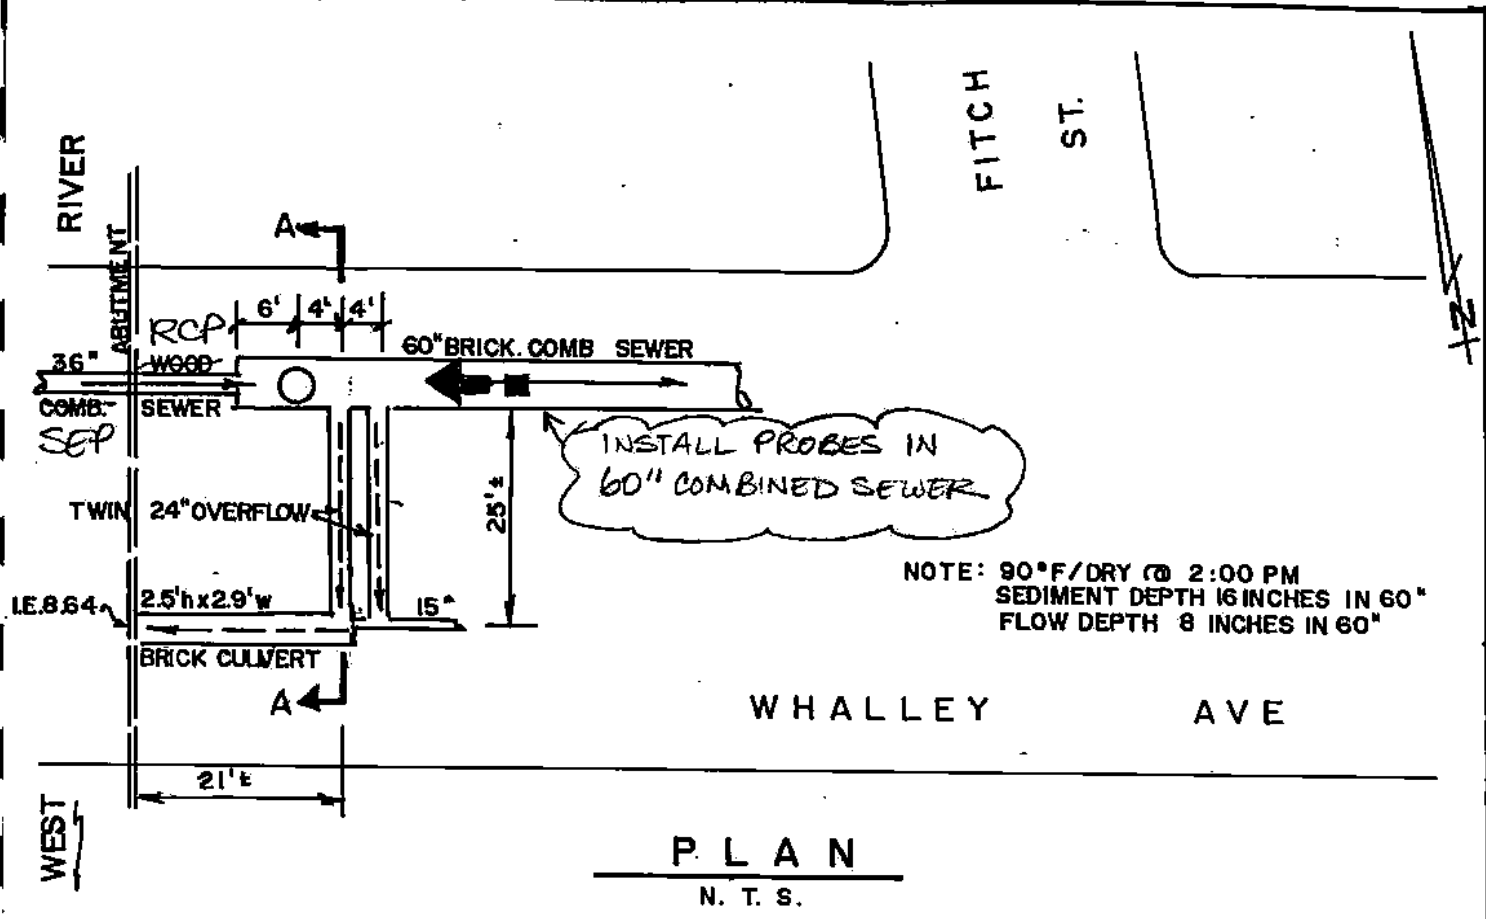 FITCH
ST.
RIVER
ABUTMENT
A
6' 4' 4'
RCP
36" WOOD
COMB. SEWER
SEP
60" BRICK. COMB SEWER
N
INSTALL PROBES IN
60" COMBINED SEWER
25'±
TWIN 24" OVERFLOW
NOTE: 90°F/DRY @ 2:00 PM
SEDIMENT DEPTH 16 INCHES IN 60"
FLOW DEPTH 8 INCHES IN 60"
I.E. 8.64
2.5'h x 2.9'w
15"
BRICK CULVERT
A
WHALLEY AVE
21'±
WEST
PLAN
N. T. S.